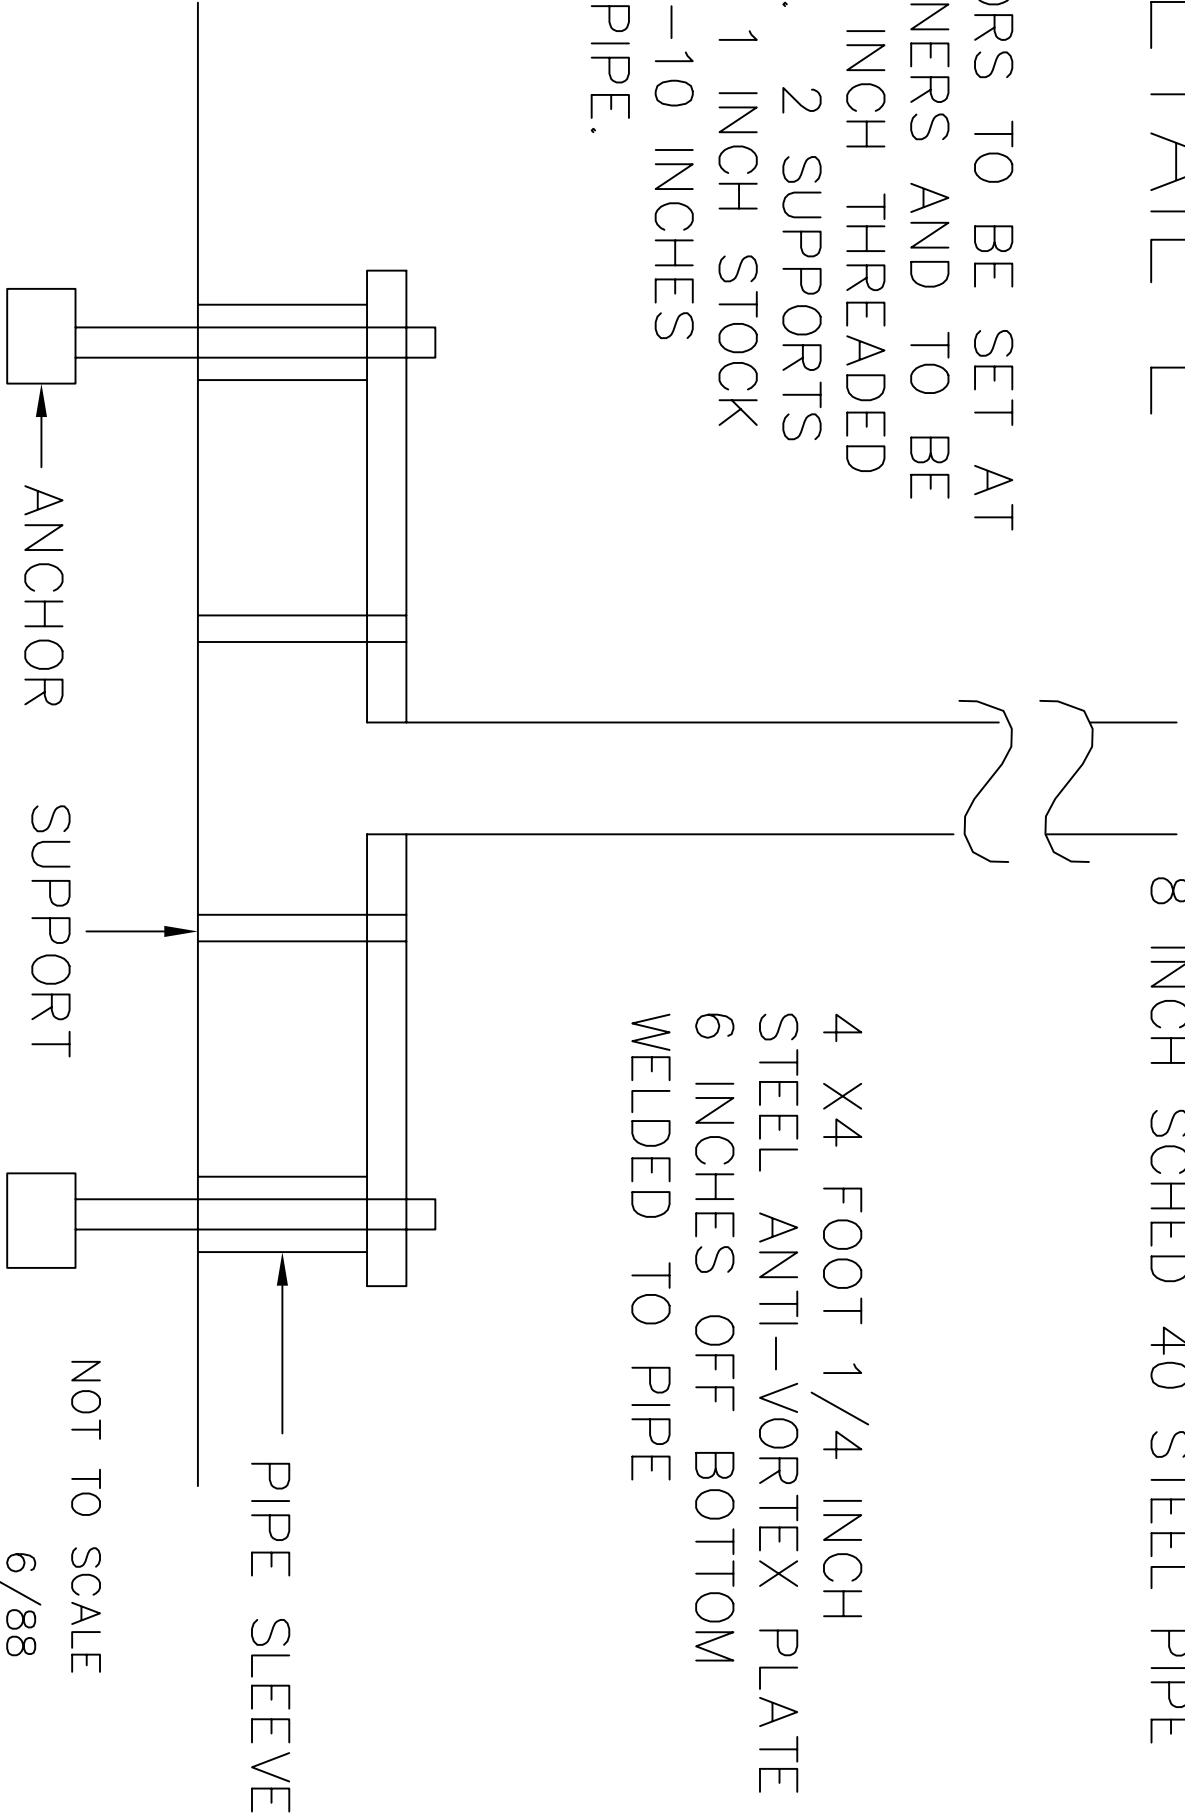 8 INCH SCHED 40 STEEL PIPE
ORS TO BE SET AT
NERS AND TO BE
INCH THREADED
. 2 SUPPORTS
1 INCH STOCK
-10 INCHES
PIPE.
4 X4 FOOT 1/4 INCH
STEEL ANTI-VORTEX PLATE
6 INCHES OFF BOTTOM
WELDED TO PIPE
PIPE SLEEVE
ANCHOR
SUPPORT
NOT TO SCALE
6/88